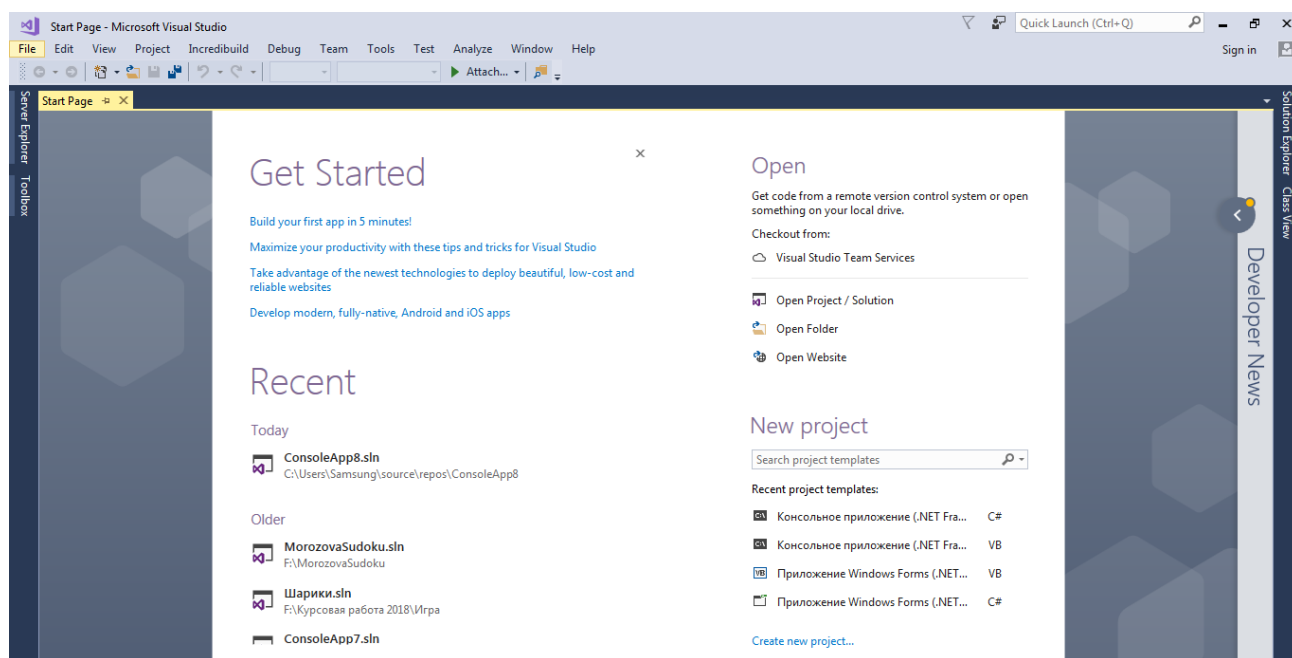 Start Page - Microsoft Visual Studio
Quick Launch (Ctrl+Q)
File Edit View Project Incredibuild Debug Team Tools Test Analyze Window Help
Sign in
Attach...
Server Explorer
Toolbox
Start Page
Get Started
Build your first app in 5 minutes!
Maximize your productivity with these tips and tricks for Visual Studio
Take advantage of the newest technologies to deploy beautiful, low-cost and
reliable websites
Develop modern, fully-native, Android and iOS apps
Recent
Today
ConsoleApp8.sln
C:\Users\Samsung\source\repos\ConsoleApp8
Older
MorozovaSudoku.sln
F:\MorozovaSudoku
Шарики.sln
F:\Курсовая работа 2018\Игра
ConsoleApp7.sln
Open
Get code from a remote version control system or open
something on your local drive.
Checkout from:
Visual Studio Team Services
Open Project / Solution
Open Folder
Open Website
New project
Search project templates
Recent project templates:
Консольное приложение (.NET Fra... C#
Консольное приложение (.NET Fra... VB
Приложение Windows Forms (.NET... VB
Приложение Windows Forms (.NET... C#
Create new project...
Developer News
Solution Explorer
Class View